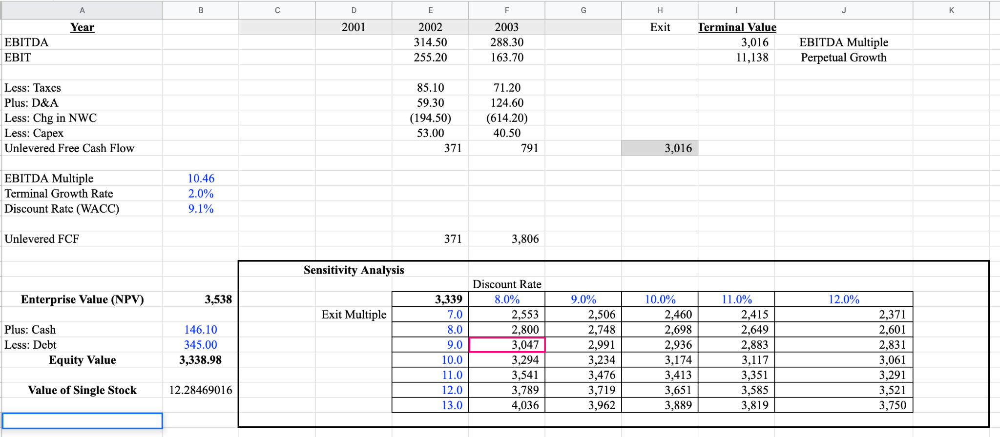 A B C D E F G H I J K
Year 2001 2002 2003 Exit Terminal Value
EBITDA 314.50 288.30 3,016 EBITDA Multiple
EBIT 255.20 163.70 11,138 Perpetual Growth
Less: Taxes 85.10 71.20
Plus: D&A 59.30 124.60
Less: Chg in NWC (194.50) (614.20)
Less: Capex 53.00 40.50
Unlevered Free Cash Flow 371 791 3,016
EBITDA Multiple 10.46
Terminal Growth Rate 2.0%
Discount Rate (WACC) 9.1%
Unlevered FCF 371 3,806
Sensitivity Analysis
Discount Rate
Enterprise Value (NPV) 3,538 3,339 8.0% 9.0% 10.0% 11.0% 12.0%
Exit Multiple 7.0 2,553 2,506 2,460 2,415 2,371
Plus: Cash 146.10 8.0 2,800 2,748 2,698 2,649 2,601
Less: Debt 345.00 9.0 3,047 2,991 2,936 2,883 2,831
Equity Value 3,338.98 10.0 3,294 3,234 3,174 3,117 3,061
11.0 3,541 3,476 3,413 3,351 3,291
Value of Single Stock 12.28469016 12.0 3,789 3,719 3,651 3,585 3,521
13.0 4,036 3,962 3,889 3,819 3,750